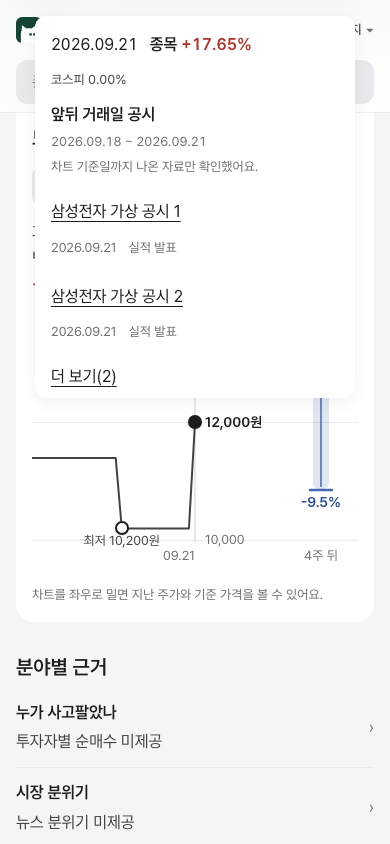 지
2026.09.21 종목 +17.65%
코스피 0.00%
앞뒤 거래일 공시
2026.09.18 ~ 2026.09.21
차트 기준일까지 나온 자료만 확인했어요.
삼성전자 가상 공시 1
2026.09.21 실적 발표
삼성전자 가상 공시 2
2026.09.21 실적 발표
더 보기(2)
12,000원
-9.5%
최저 10,200원
10,000
09.21
4주 뒤
차트를 좌우로 밀면 지난 주가와 기준 가격을 볼 수 있어요.
분야별 근거
누가 사고팔았나
투자자별 순매수 미제공
시장 분위기
뉴스 분위기 미제공